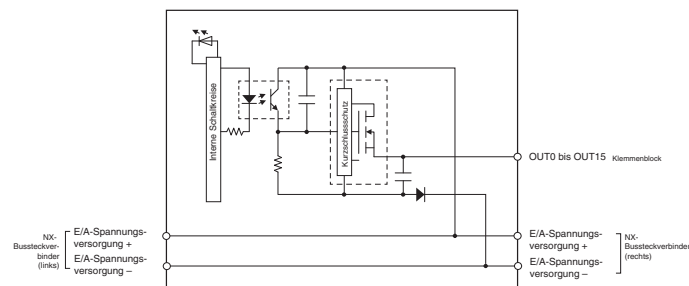 Interne Schaltkreise
Kurzschlussschutz
OUT0 bis OUT15 Klemmenblock
NX-
Bussteckver-
binder
(links)
E/A-Spannungs-
versorgung +
E/A-Spannungs-
versorgung –
E/A-Spannungs-
versorgung +
E/A-Spannungs-
versorgung –
NX-
Bussteckverbinder
(rechts)